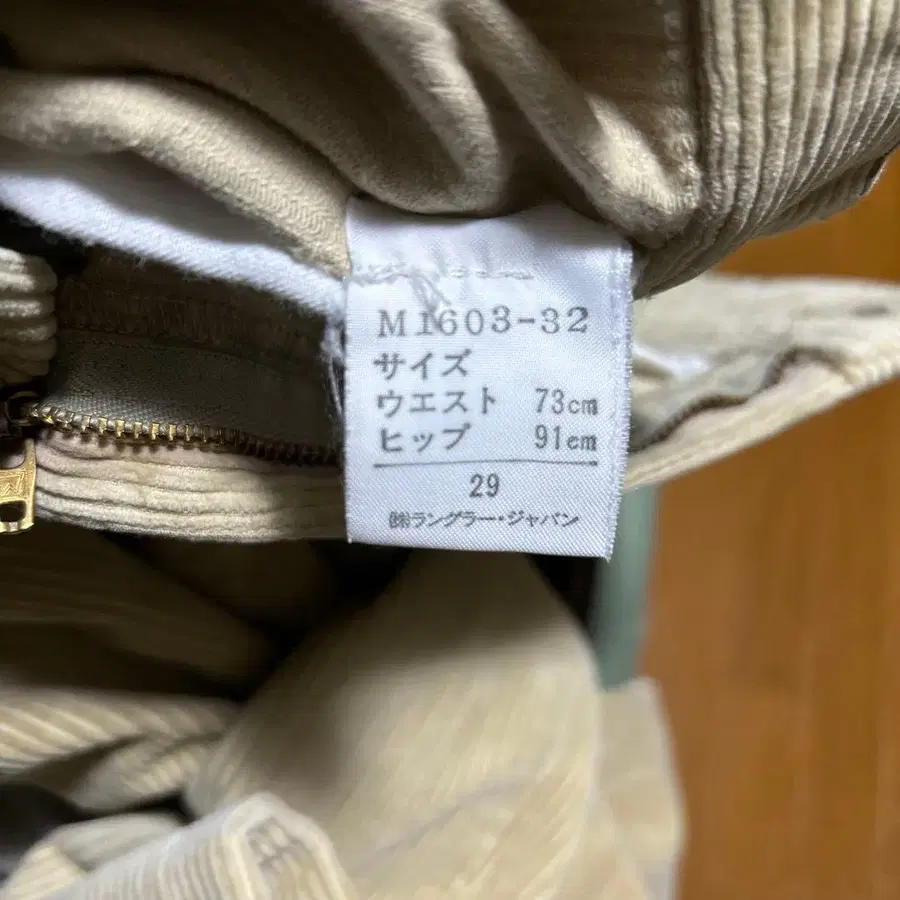 M1603-32
サイズ
ウエスト 73cm
ヒップ 91cm
29
㈱ラングラー・ジャパン